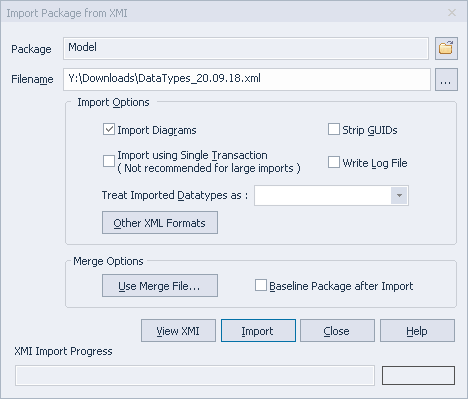 Import Package from XMI
Package Model
Filename Y:\Downloads\DataTypes_20.09.18.xml ...
Import Options
Import Diagrams Strip GUIDs
Import using Single Transaction
( Not recommended for large imports ) Write Log File
Treat Imported Datatypes as :
Other XML Formats
Merge Options
Use Merge File... Baseline Package after Import
View XMI Import Close Help
XMI Import Progress